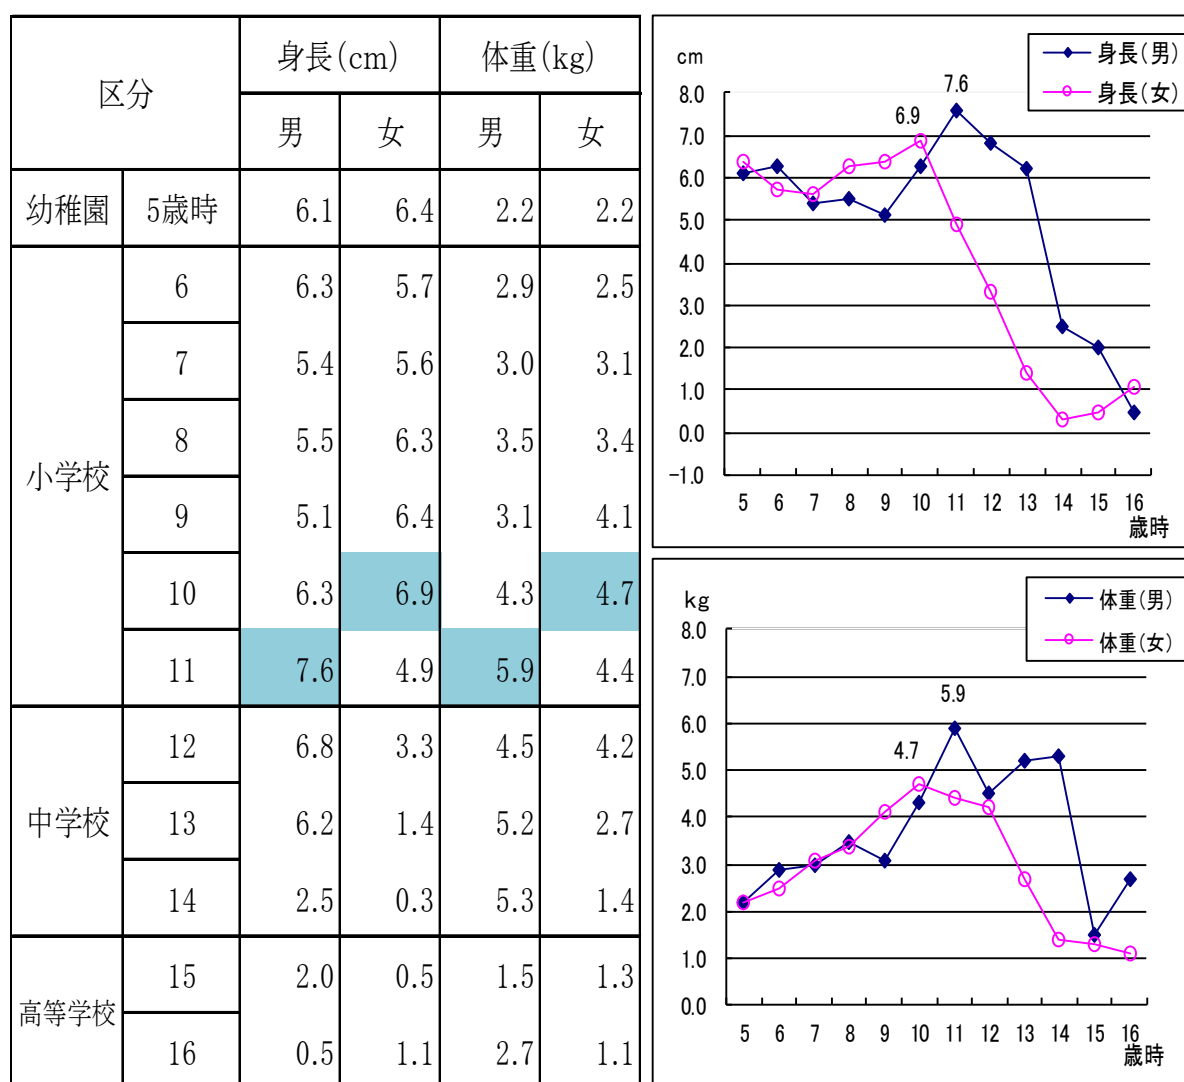 区分 身長(cm) 体重(kg)
男 女 男 女
幼稚園 5歳時 6.1 6.4 2.2 2.2
小学校
6 6.3 5.7 2.9 2.5
7 5.4 5.6 3.0 3.1
8 5.5 6.3 3.5 3.4
9 5.1 6.4 3.1 4.1
10 6.3 6.9 4.3 4.7
11 7.6 4.9 5.9 4.4
中学校
12 6.8 3.3 4.5 4.2
13 6.2 1.4 5.2 2.7
14 2.5 0.3 5.3 1.4
高等学校
15 2.0 0.5 1.5 1.3
16 0.5 1.1 2.7 1.1
cm
身長(男)
身長(女)
7.6
6.9
8.0
7.0
6.0
5.0
4.0
3.0
2.0
1.0
0.0
-1.0
5 6 7 8 9 10 11 12 13 14 15 16
歳時
kg
体重(男)
体重(女)
5.9
4.7
8.0
7.0
6.0
5.0
4.0
3.0
2.0
1.0
0.0
5 6 7 8 9 10 11 12 13 14 15 16
歳時